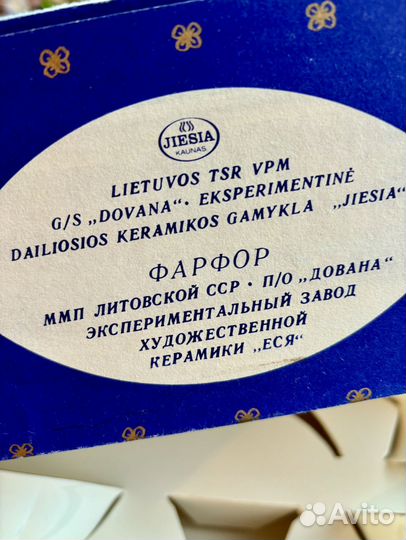 JIESIA
KAUNAS
LIETUVOS TSR VPM
G/S „DOVANA“ · EKSPERIMENTINĖ
DAILIOSIOS KERAMIKOS GAMYKLA „JIESIA“
ФАРФОР
ММП ЛИТОВСКОЙ ССР · П/О „ДОВАНА“
ЭКСПЕРИМЕНТАЛЬНЫЙ ЗАВОД
ХУДОЖЕСТВЕННОЙ
КЕРАМИКИ „ЕСЯ“
Avito